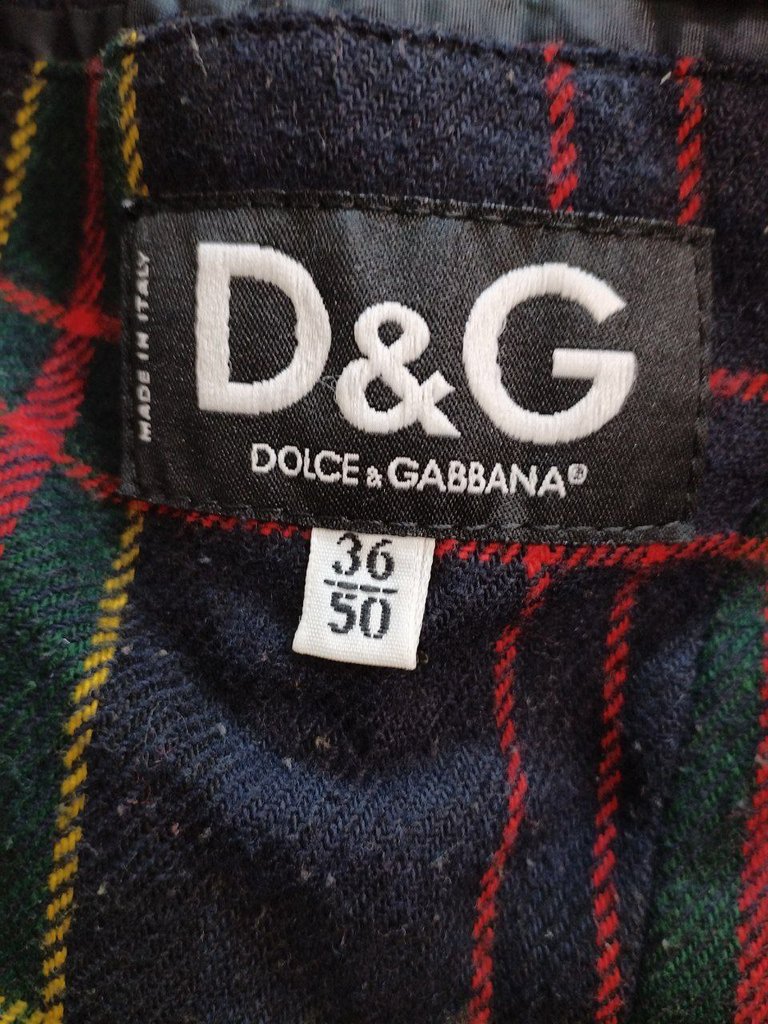 MADE IN ITALY
D&G
DOLCE & GABBANA®
36
50